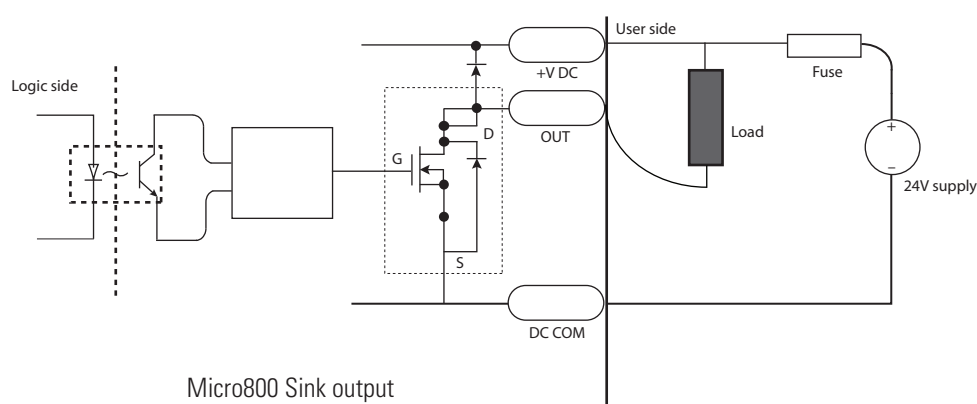 User side
+V DC
Fuse
Logic side
D
OUT
Load
G
+
–
24V supply
S
DC COM
Micro800 Sink output